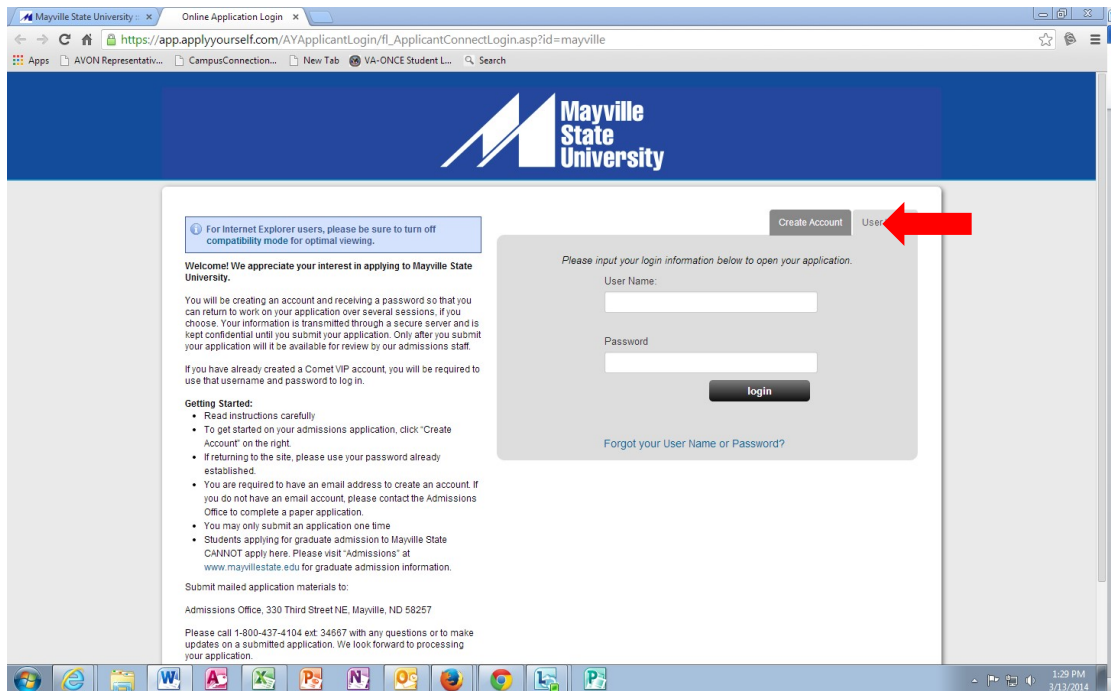 Mayville State University ::
Online Application Login
https://app.applyyourself.com/AYApplicantLogin/fl_ApplicantConnectLogin.asp?id=mayville
Apps AVON Representativ... CampusConnection... New Tab VA-ONCE Student L... Search
Mayville
State
University
For Internet Explorer users, please be sure to turn off
compatibility mode for optimal viewing.
Welcome! We appreciate your interest in applying to Mayville State
University.
You will be creating an account and receiving a password so that you
can return to work on your application over several sessions, if you
choose. Your information is transmitted through a secure server and is
kept confidential until you submit your application. Only after you submit
your application will it be available for review by our admissions staff.
If you have already created a Comet VIP account, you will be required to
use that username and password to log in.
Getting Started:
• Read instructions carefully
• To get started on your admissions application, click "Create
Account" on the right.
• If returning to the site, please use your password already
established.
• You are required to have an email address to create an account. If
you do not have an email account, please contact the Admissions
Office to complete a paper application.
• You may only submit an application one time
• Students applying for graduate admission to Mayville State
CANNOT apply here. Please visit "Admissions" at
www.mayvillestate.edu for graduate admission information.
Submit mailed application materials to:
Admissions Office, 330 Third Street NE, Mayville, ND 58257
Please call 1-800-437-4104 ext: 34667 with any questions or to make
updates on a submitted application. We look forward to processing
your application.
Create Account
User
Please input your login information below to open your application.
User Name:
Password
login
Forgot your User Name or Password?
1:29 PM
3/13/2014